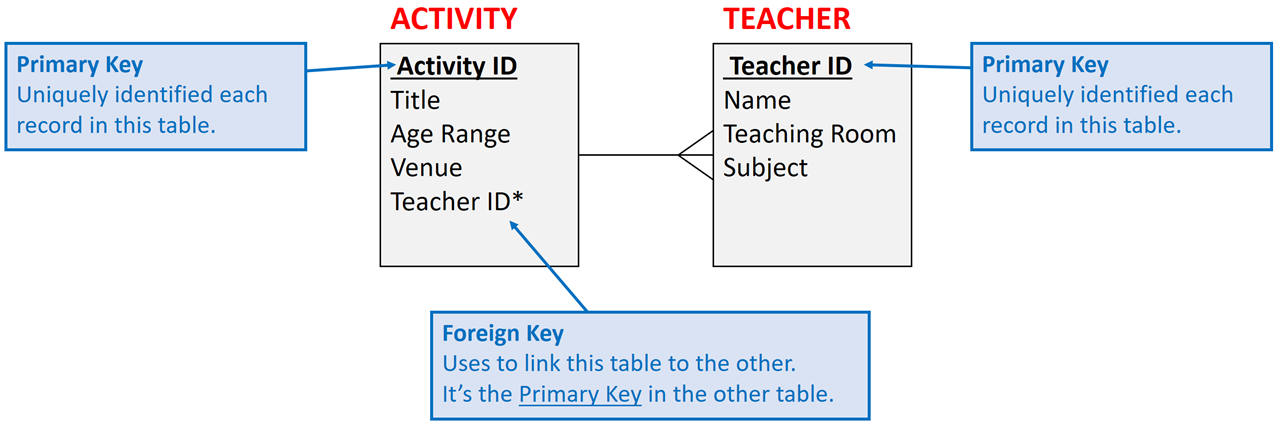 ACTIVITY
TEACHER
Primary Key
Uniquely identified each
record in this table.
Activity ID
Title
Age Range
Venue
Teacher ID*
Teacher ID
Name
Teaching Room
Subject
Primary Key
Uniquely identified each
record in this table.
Foreign Key
Uses to link this table to the other.
It’s the Primary Key in the other table.